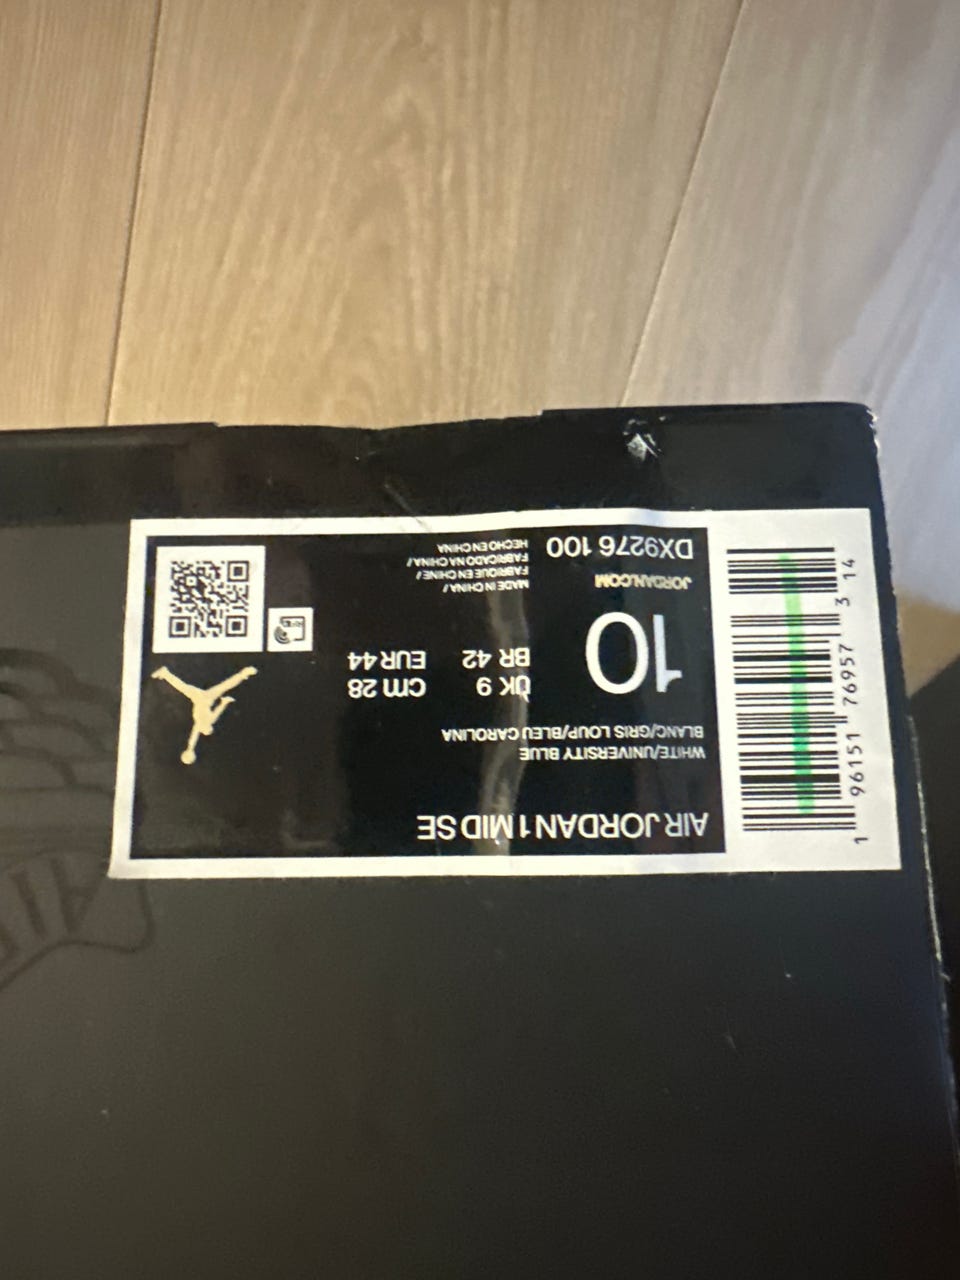 AIR JORDAN 1 MID SE
WHITE/UNIVERSITY BLUE
BLANC/GRIS LOUP/BLEU CAROLINA
10
UK 9 cm 28
BR 42 EUR 44
JORDAN.COM
DX9276 100
MADE IN CHINA /
FABRIQUE EN CHINE /
FABRICADO NA CHINA /
HECHO EN CHINA
1 96151 76957 3 14